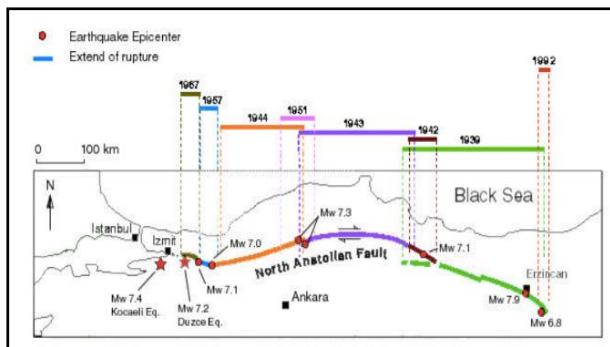 Earthquake Epicenter
Extend of rupture
1992
1967
1957
1951
1944
1943
1942
1939
0 100 km
N
Black Sea
Istanbul
Izmit
Mw 7.0
Mw 7.3
Mw 7.1
North Anatolian Fault
Erzincan
Mw 7.1
Mw 7.9
Mw 7.4
Kocaeli Eq.
Mw 7.2
Duzce Eq.
Ankara
Mw 6.8